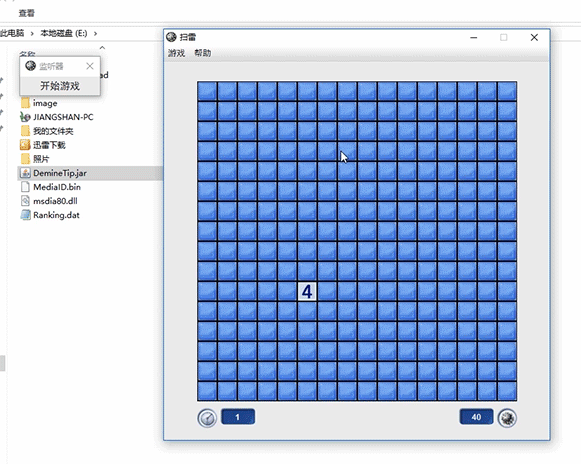 查看
此电脑 > 本地磁盘 (E:) >
名称
监听器
ad
开始游戏
image
JIANGSHAN-PC
我的文件夹
迅雷下载
照片
DemineTip.jar
MediaID.bin
msdia80.dll
Ranking.dat
扫雷
游戏 帮助
4
1
40